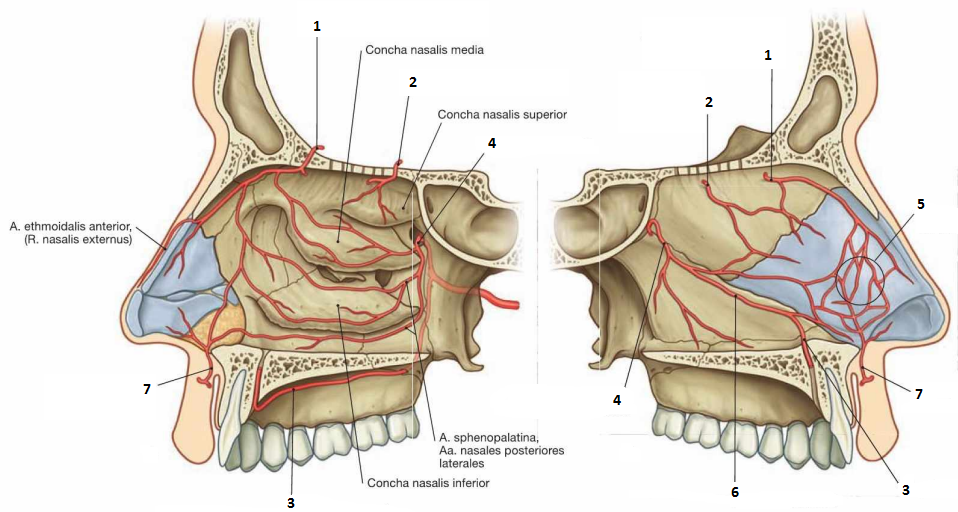 1
Concha nasalis media
1
2
2
Concha nasalis superior
4
5
A. ethmoidalis anterior,
(R. nasalis externus)
7
4
7
A. sphenopalatina,
Aa. nasales posteriores
laterales
3
Concha nasalis inferior
6
3